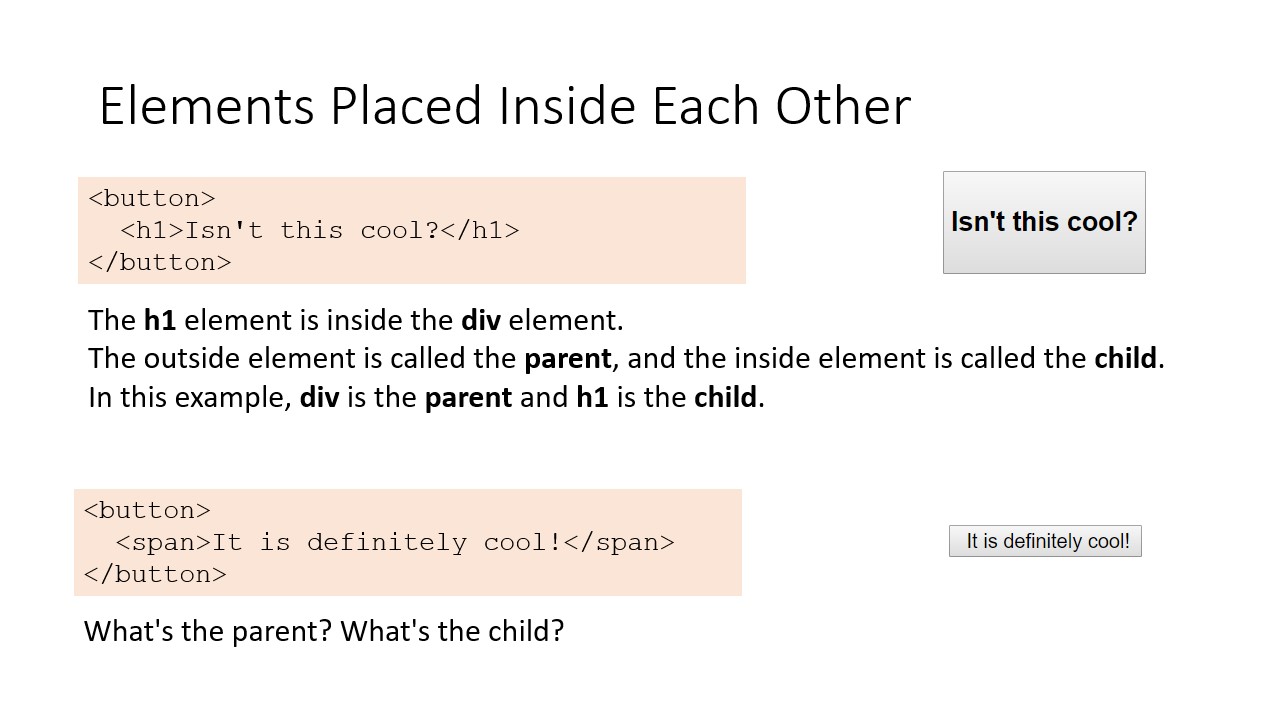 Elements Placed Inside Each Other
<button>
  <h1>Isn't this cool?</h1>
</button>
Isn't this cool?
The h1 element is inside the div element.
The outside element is called the parent, and the inside element is called the child.
In this example, div is the parent and h1 is the child.
<button>
  <span>It is definitely cool!</span>
</button>
It is definitely cool!
What's the parent? What's the child?